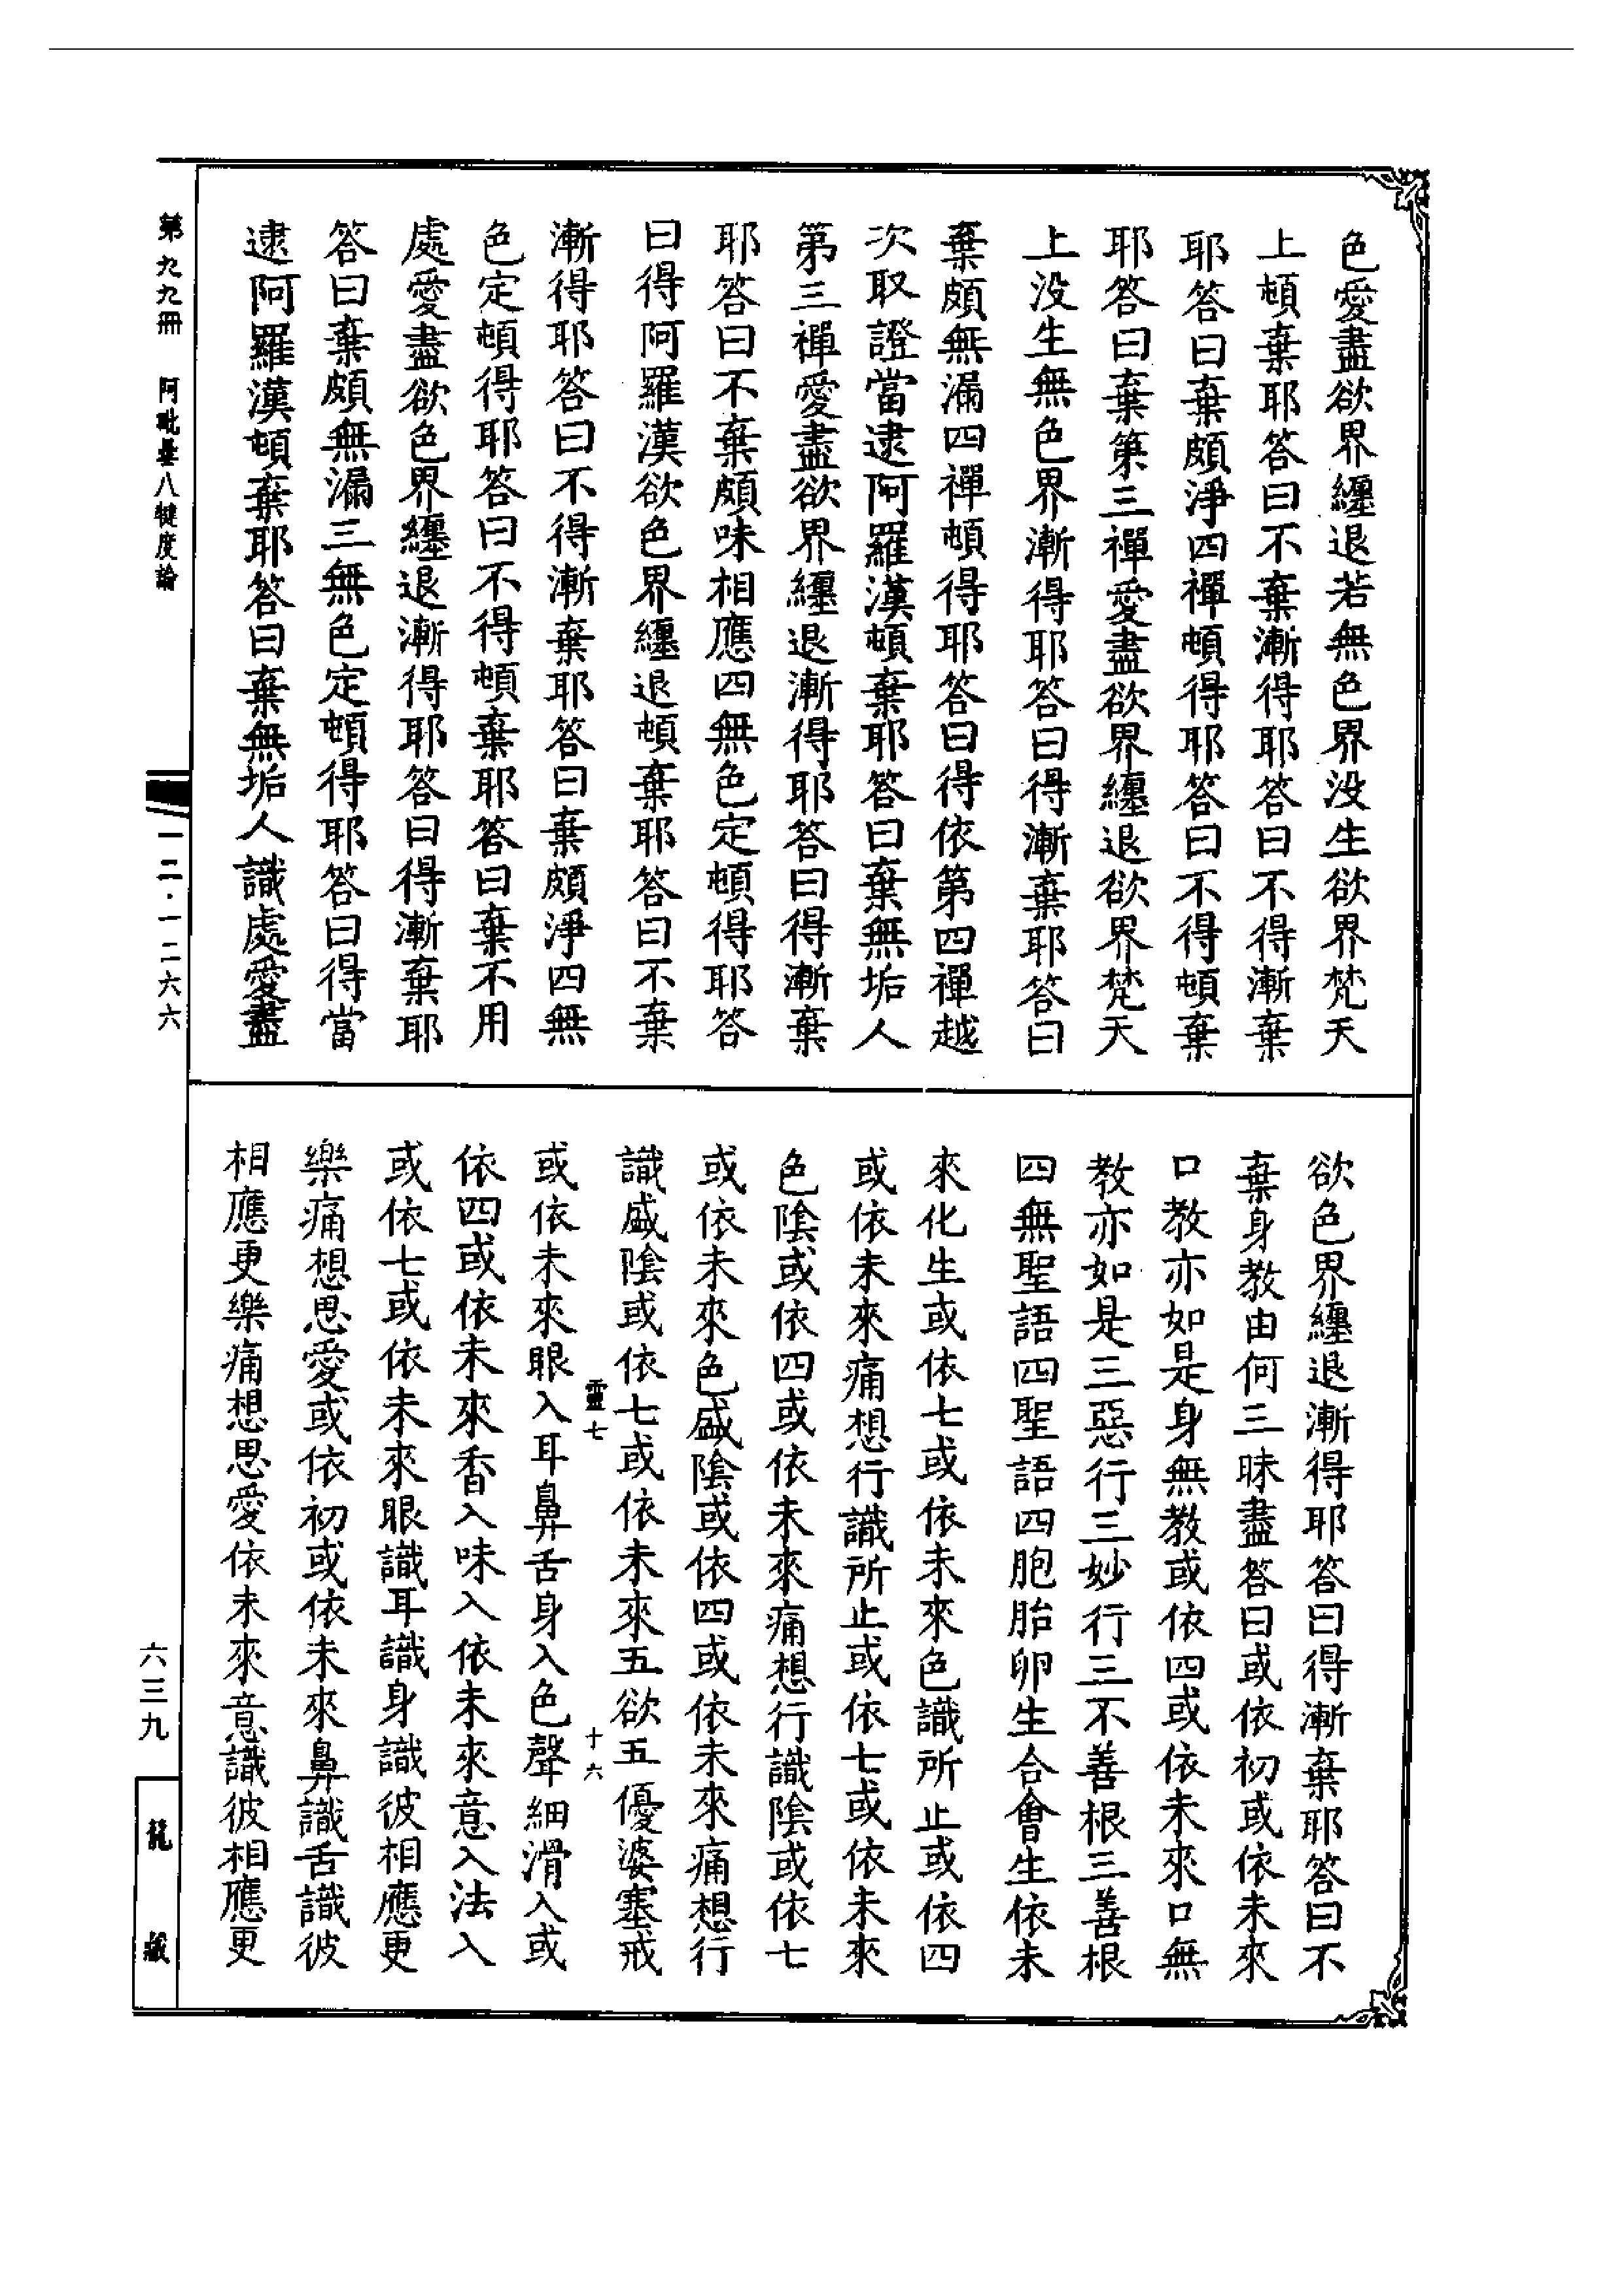 色愛盡欲界纏退若無色界没生欲界梵天
上頓棄耶答曰不棄漸得耶答曰不得漸棄
耶答曰棄頗淨四禪頓得耶答曰不得頓棄
耶答曰棄第三禪愛盡欲界纏退欲界梵天
上没生無色界漸得耶答曰得漸棄耶答曰
棄頗無漏四禪頓得耶答曰得依第四禪越
次取證當逮阿羅漢頓棄耶答曰棄無垢人
第三禪愛盡欲界纏退漸得耶答曰得漸棄
耶答曰不棄頗味相應四無色定頓得耶答
曰得阿羅漢欲色界纏退頓棄耶答曰不棄
漸得耶答曰不得漸棄耶答曰棄頗淨四無
色定頓得耶答曰不得頓棄耶答曰棄不用
處愛盡欲色界纏退漸得耶答曰得漸棄耶
答曰棄頗無漏三無色定頓得耶答曰得當
逮阿羅漢頓棄耶答曰棄無垢人識處愛盡
欲色界纏退漸得耶答曰得漸棄耶答曰不
棄身教由何三昧盡答曰或依初或依未來
口教亦如是身無教或依四或依未來口無
教亦如是三惡行三妙行三不善根三善根
四無聖語四聖語四胞胎卵生合會生依未
來化生或依七或依未來色識所止或依四
或依未來痛想行識所止或依七或依未來
色陰或依四或依未來痛想行識陰或依七
或依未來色盛陰或依四或依未來痛想行
識盛陰或依七或依未來五欲五優婆塞戒
靈七 十六
或依未來眼入耳鼻舌身入色聲細滑入或
依四或依未來香入味入依未來意入法入
或依七或依未來眼識耳識身識彼相應更
樂痛想思愛或依初或依未來鼻識舌識彼
相應更樂痛想思愛依未來意識彼相應更
第九九冊 阿毗曇八犍度論
一二·一二六六
六三九
龍藏